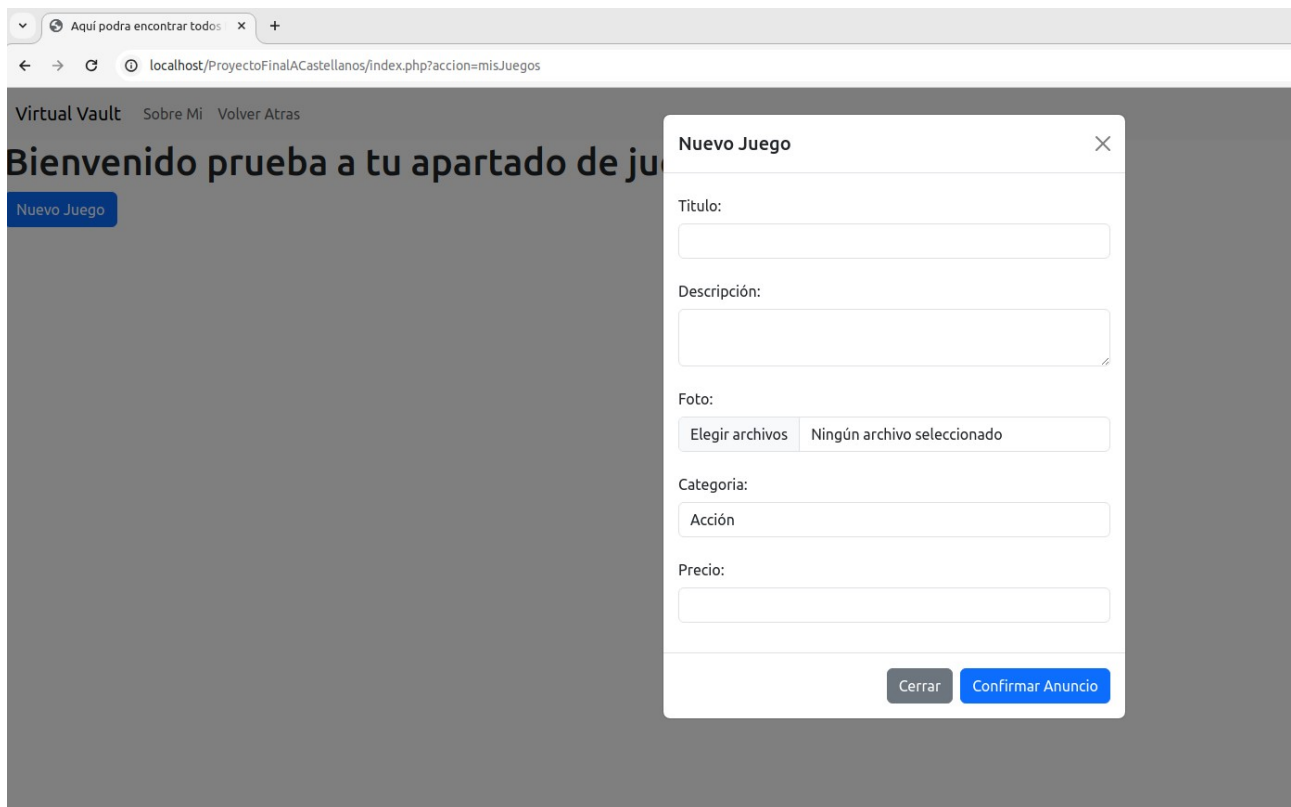 Aquí podra encontrar todos
localhost/ProyectoFinalACastellanos/index.php?accion=misJuegos
Virtual Vault Sobre Mi Volver Atras
Bienvenido prueba a tu apartado de ju
Nuevo Juego
Nuevo Juego
Titulo:
Descripción:
Foto:
Elegir archivos Ningún archivo seleccionado
Categoria:
Acción
Precio:
Cerrar Confirmar Anuncio